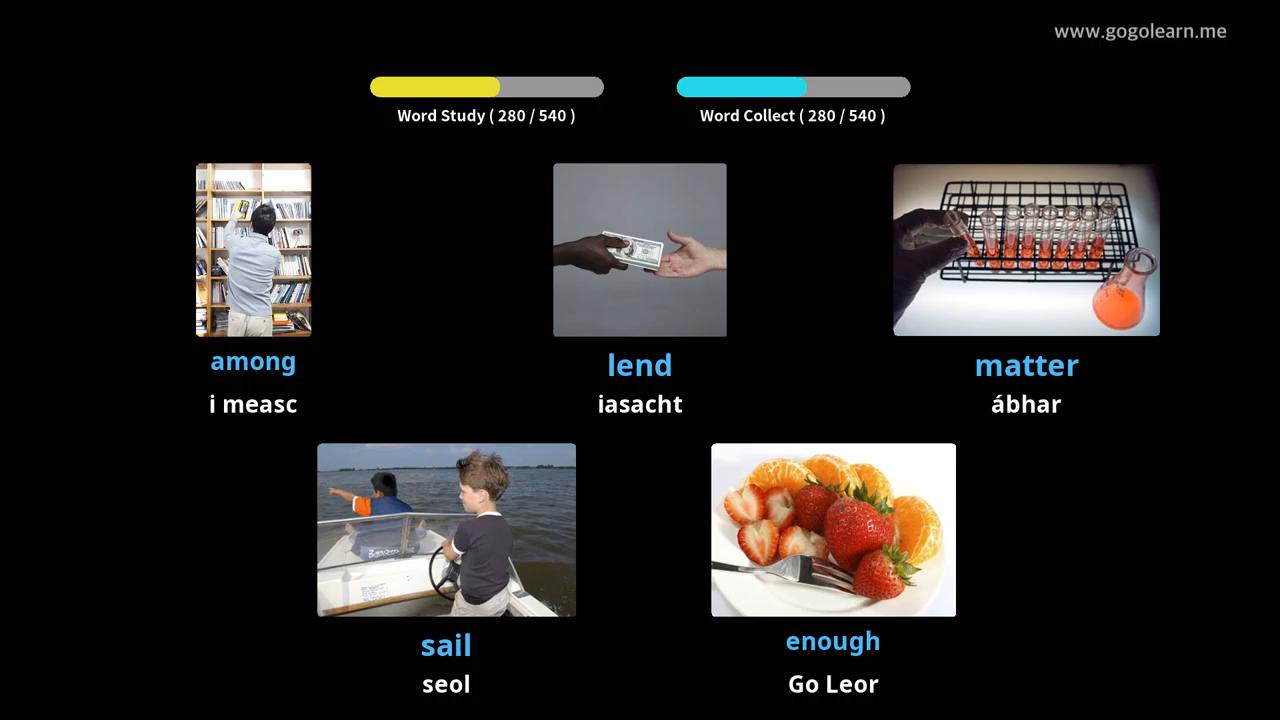 www.gogolearn.me
Word Study ( 280 / 540 )
Word Collect ( 280 / 540 )
among
i measc
lend
iasacht
matter
ábhar
sail
seol
enough
Go Leor